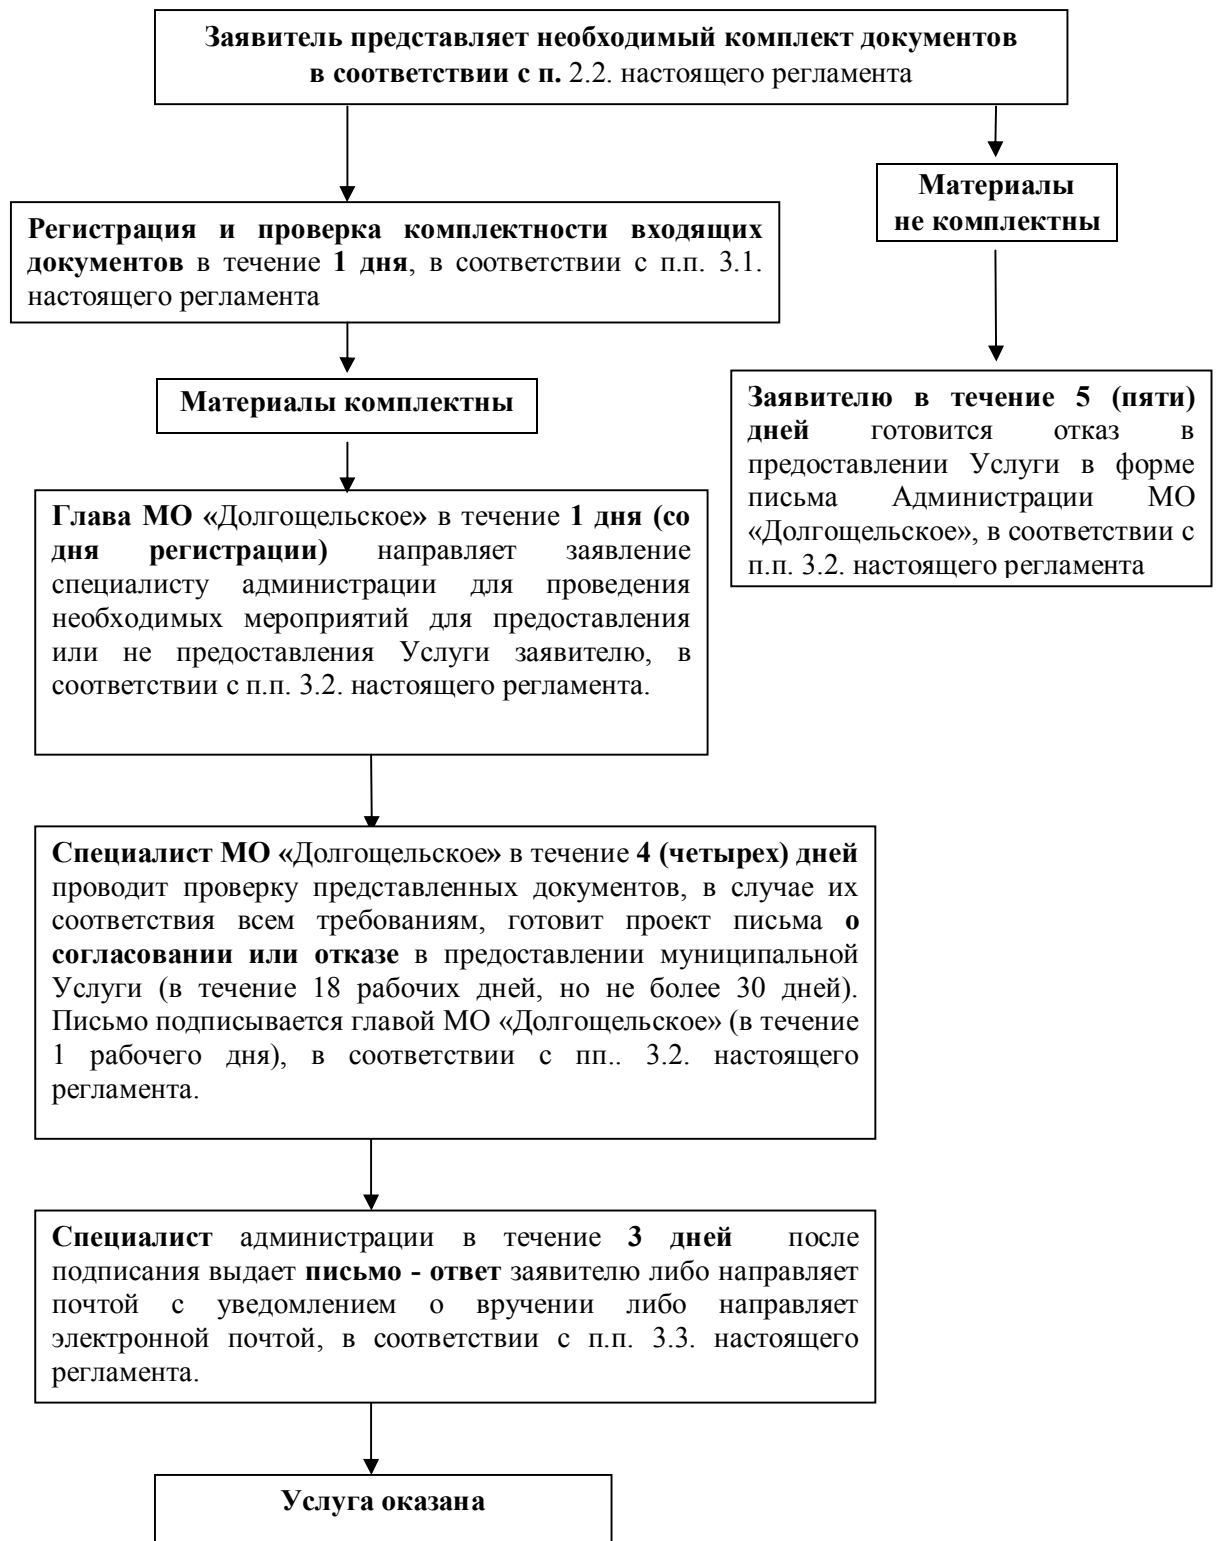 Заявитель представляет необходимый комплект документов
в соответствии с п. 2.2. настоящего регламента
Материалы
не комплектны
Регистрация и проверка комплектности входящих
документов в течение 1 дня, в соответствии с п.п. 3.1.
настоящего регламента
Материалы комплектны
Заявителю в течение 5 (пяти)
дней готовится отказ в
предоставлении Услуги в форме
письма Администрации МО
«Долгощельское», в соответствии с
п.п. 3.2. настоящего регламента
Глава МО «Долгощельское» в течение 1 дня (со
дня регистрации) направляет заявление
специалисту администрации для проведения
необходимых мероприятий для предоставления
или не предоставления Услуги заявителю, в
соответствии с п.п. 3.2. настоящего регламента.
Специалист МО «Долгощельское» в течение 4 (четырех) дней
проводит проверку представленных документов, в случае их
соответствия всем требованиям, готовит проект письма о
согласовании или отказе в предоставлении муниципальной
Услуги (в течение 18 рабочих дней, но не более 30 дней).
Письмо подписывается главой МО «Долгощельское» (в течение
1 рабочего дня), в соответствии с пп.. 3.2. настоящего
регламента.
Специалист администрации в течение 3 дней после
подписания выдает письмо - ответ заявителю либо направляет
почтой с уведомлением о вручении либо направляет
электронной почтой, в соответствии с п.п. 3.3. настоящего
регламента.
Услуга оказана